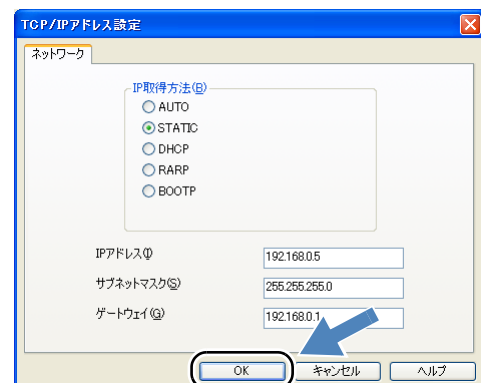 TCP/IPアドレス設定
ネットワーク
IP取得方法(B)
AUTO
STATIC
DHCP
RARP
BOOTP
IPアドレス(I) 192.168.0.5
サブネットマスク(S) 255.255.255.0
ゲートウェイ(G) 192.168.0.1
OK キャンセル ヘルプ